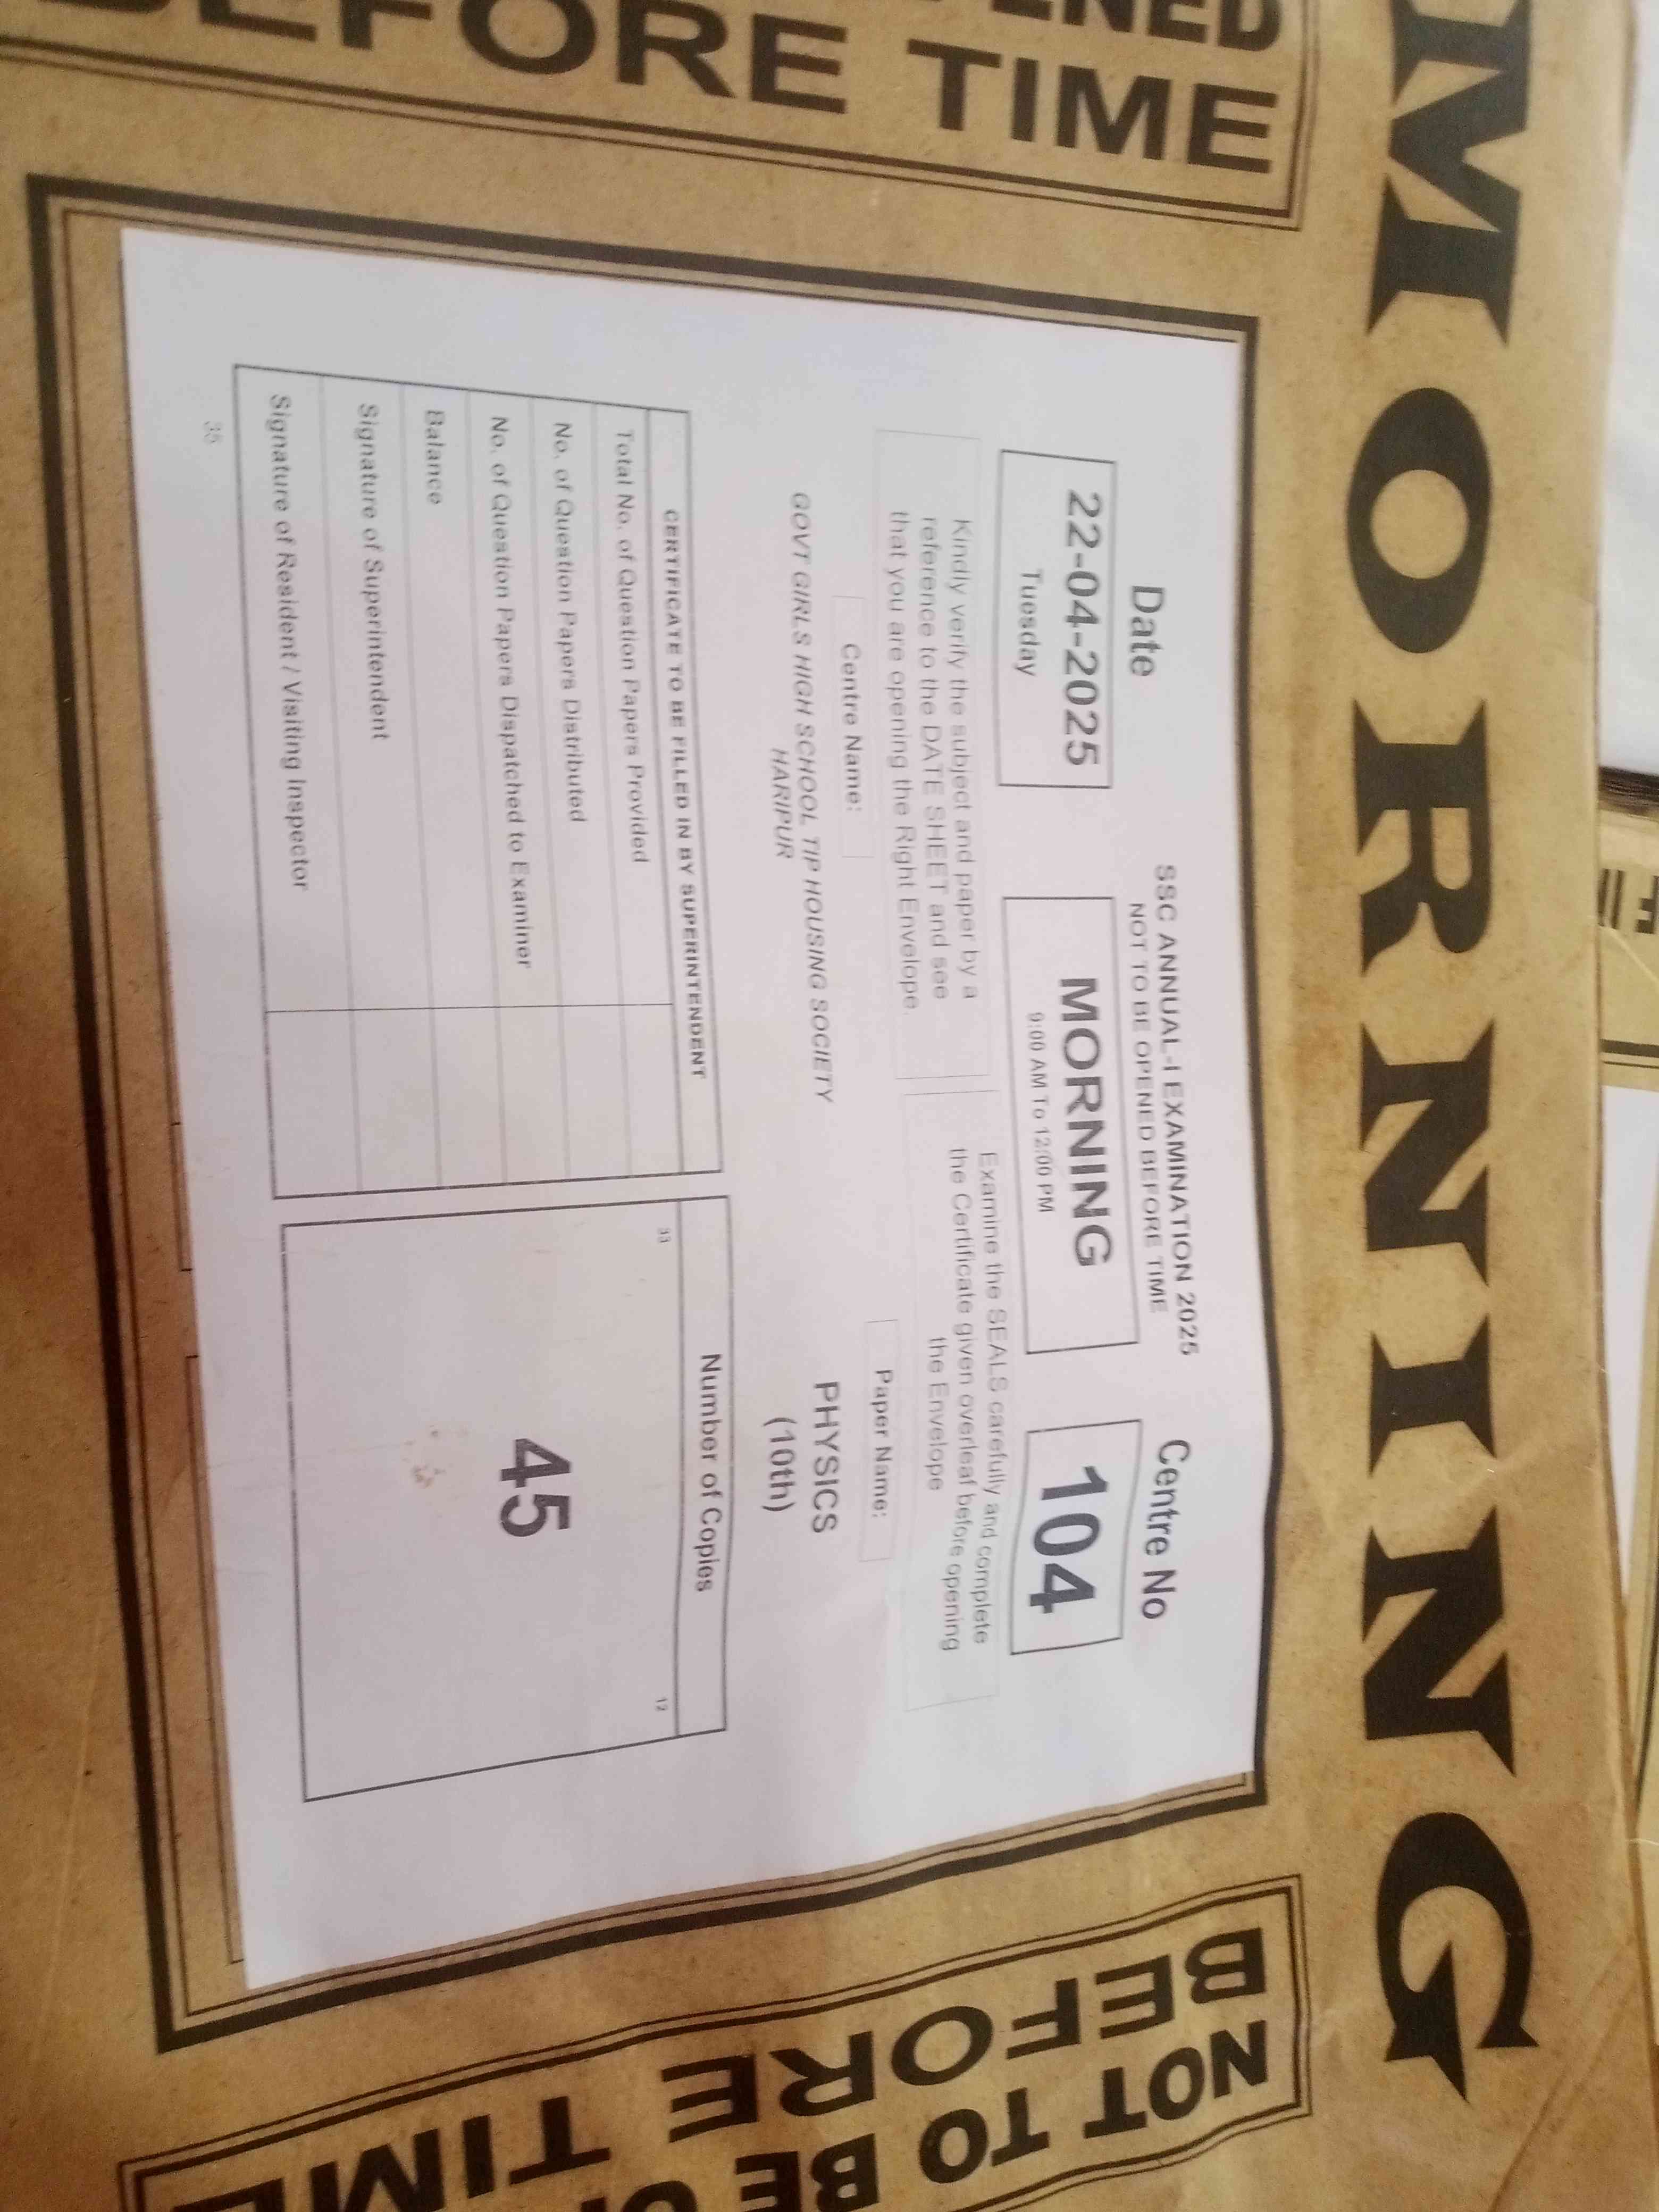 MORNING
NED
BEFORE TIME
SSC ANNUAL-I EXAMINATION 2025
NOT TO BE OPENED BEFORE TIME
Date
22-04-2025
Tuesday
MORNING
9:00 AM To 12:00 PM
Centre No
104
Kindly verify the subject and paper by a
reference to the DATE SHEET and see
that you are opening the Right Envelope.
Examine the SEALS carefully and complete
the Certificate given overleaf before opening
the Envelope
Centre Name:
GOVT GIRLS HIGH SCHOOL TIP HOUSING SOCIETY
HARIPUR
Paper Name:
PHYSICS
(10th)
CERTIFICATE TO BE FILLED IN BY SUPERINTENDENT
Total No. of Question Papers Provided
No. of Question Papers Distributed
No. of Question Papers Dispatched to Examiner
Balance
Signature of Superintendent
Signature of Resident / Visiting Inspector
35
Number of Copies
33
12
45
NOT TO BE
BEFORE TIME